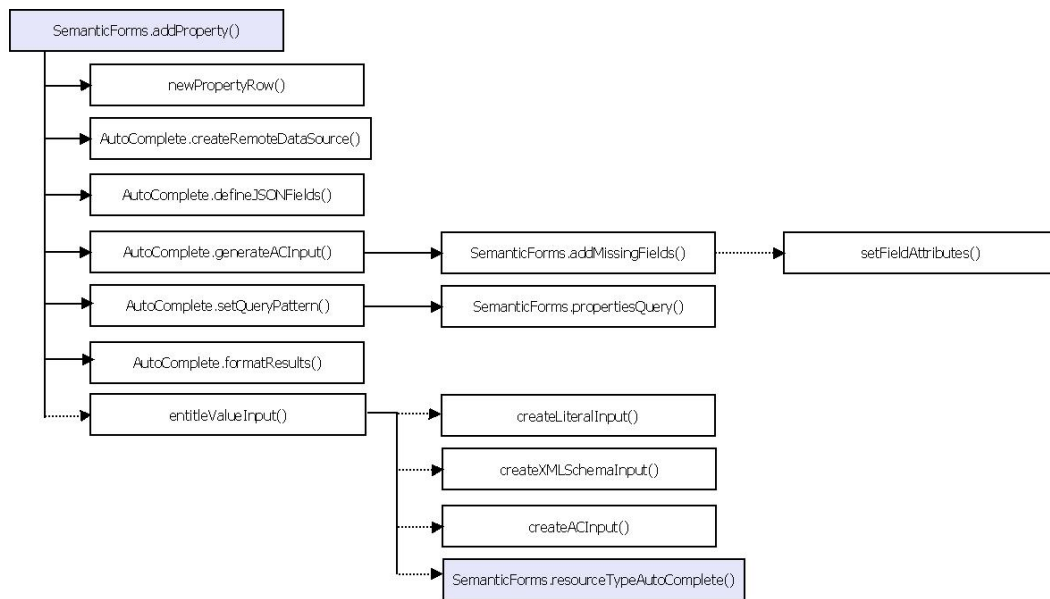 SemanticForms.addProperty()
newPropertyRow()
AutoComplete.createRemoteDataSource()
AutoComplete.defineJSONFields()
AutoComplete.generateACInput()
SemanticForms.addMissingFields()
setFieldAttributes()
AutoComplete.setQueryPattern()
SemanticForms.propertiesQuery()
AutoComplete.formatResults()
entitleValueInput()
createLiteralInput()
createXMLSchemaInput()
createACInput()
SemanticForms.resourceTypeAutoComplete()